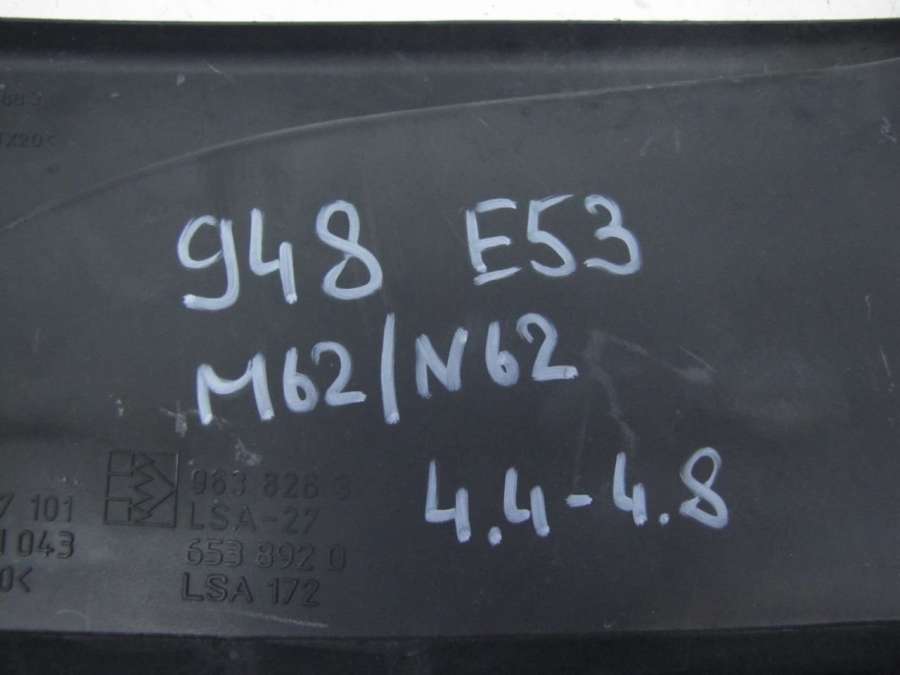 948 E53
M62/N62
4.4-4.8
963 826 9
7 101 LSA-27
1 043 653 892 0
0< LSA 172